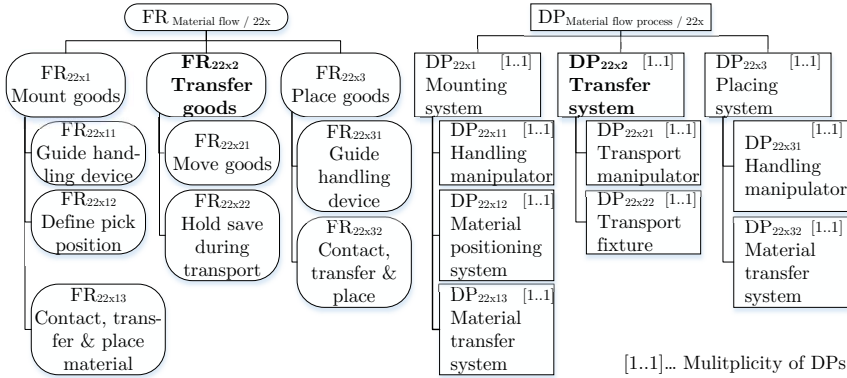 FR Material flow / 22x
FR22x1
Mount goods
FR22x11
Guide hand-
ling device
FR22x12
Define pick
position
FR22x13
Contact, trans-
fer & place
material
FR22x2
Transfer
goods
FR22x21
Move goods
FR22x22
Hold save
during
transport
FR22x3
Place goods
FR22x31
Guide
handling
device
FR22x32
Contact,
transfer &
place
DPMaterial flow process / 22x
DP22x1 [1..1]
Mounting
system
DP22x11 [1..1]
Handling
manipulator
DP22x12 [1..1]
Material
positioning
system
DP22x13 [1..1]
Material
transfer
system
DP22x2 [1..1]
Transfer
system
DP22x21 [1..1]
Transport
manipulator
DP22x22 [1..1]
Transport
fixture
DP22x3 [1..1]
Placing
system
[1..1]
DP22x31
Handling
manipulator
DP22x32 [1..1]
Material
transfer system
[1..1]... Mulitplicity of DPs